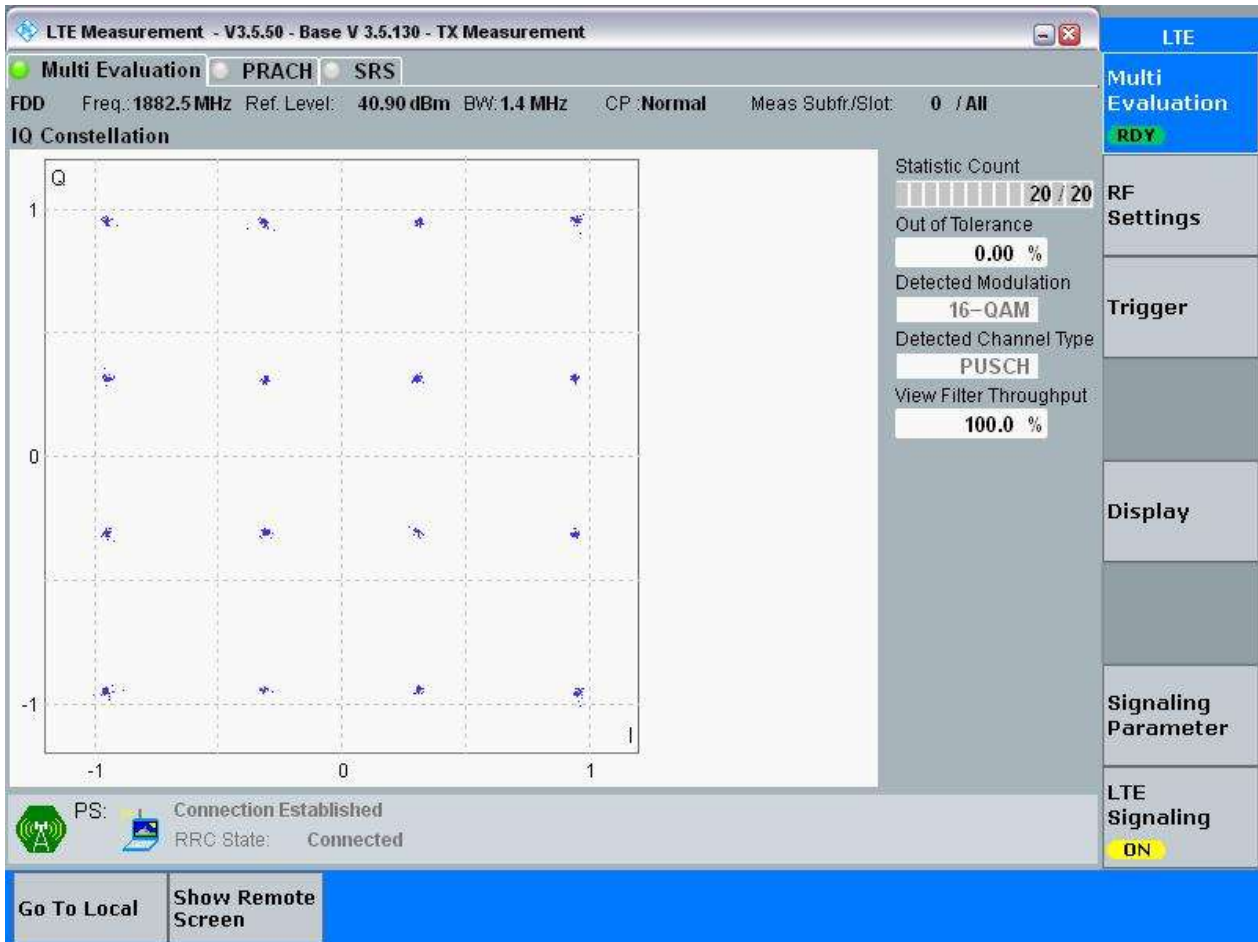 LTE Measurement - V3.5.50 - Base V 3.5.130 - TX Measurement
LTE
Multi Evaluation PRACH SRS
FDD Freq.: 1882.5 MHz Ref. Level: 40.90 dBm BW: 1.4 MHz CP : Normal Meas Subfr./Slot: 0 / All
IQ Constellation
Q
1
0
-1
I
-1 0 1
Statistic Count
20 / 20
Out of Tolerance
0.00 %
Detected Modulation
16-QAM
Detected Channel Type
PUSCH
View Filter Throughput
100.0 %
Multi
Evaluation
RDY
RF
Settings
Trigger
Display
Signaling
Parameter
LTE
Signaling
ON
PS: Connection Established
RRC State: Connected
Go To Local
Show Remote
Screen